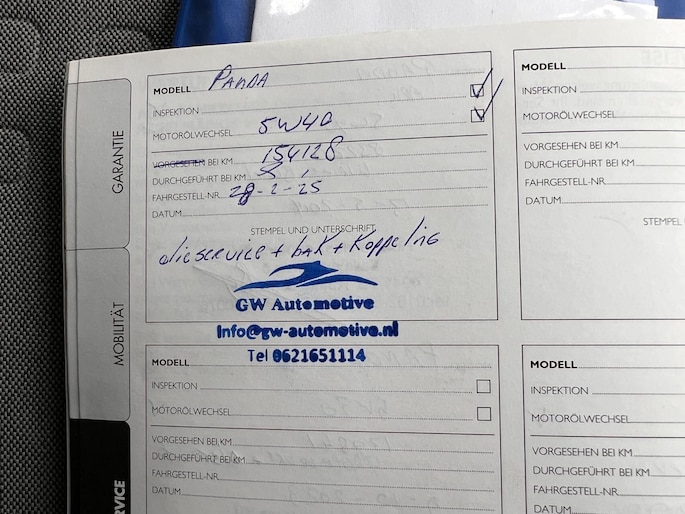 GARANTIE
MOBILITÄT
MODELL PANDA
INSPEKTION
MOTORÖLWECHSEL 5W40
VORGESEHEN BEI KM 154128
DURCHGEFÜHRT BEI KM
FAHRGESTELL-NR. 28-2-25
DATUM
STEMPEL UND UNTERSCHRIFT
olieservice + bAK + Koppeling
GW Automotive
Info@gw-automotive.nl
Tel 0621651114
MODELL
INSPEKTION
MOTORÖLWECHSEL
VORGESEHEN BEI KM
DURCHGEFÜHRT BEI KM
FAHRGESTELL-NR.
DATUM
MODELL
INSPEKTION
MOTORÖLWECHSEL
VORGESEHEN BEI KM
DURCHGEFÜHRT BEI KM
FAHRGESTELL-NR.
DATUM
STEMPEL
MODELL
INSPEKTION
MOTORÖLWECHSEL
VORGESEHEN BEI KM
DURCHGEFÜHRT BEI KM
FAHRGESTELL-NR.
DATUM